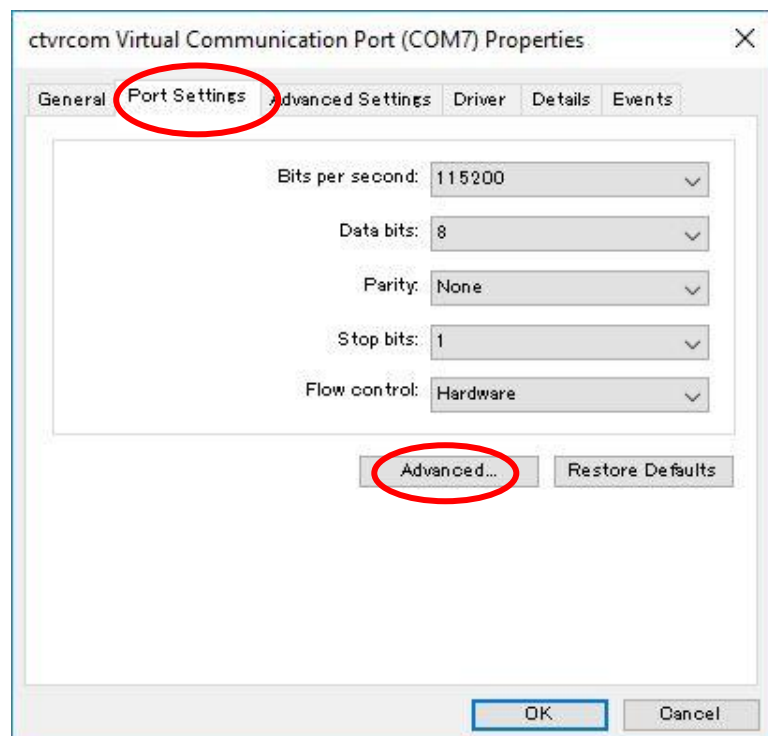 ctvrcom Virtual Communication Port (COM7) Properties
General Port Settings Advanced Settings Driver Details Events
Bits per second: 115200
Data bits: 8
Parity: None
Stop bits: 1
Flow control: Hardware
Advanced... Restore Defaults
OK Cancel